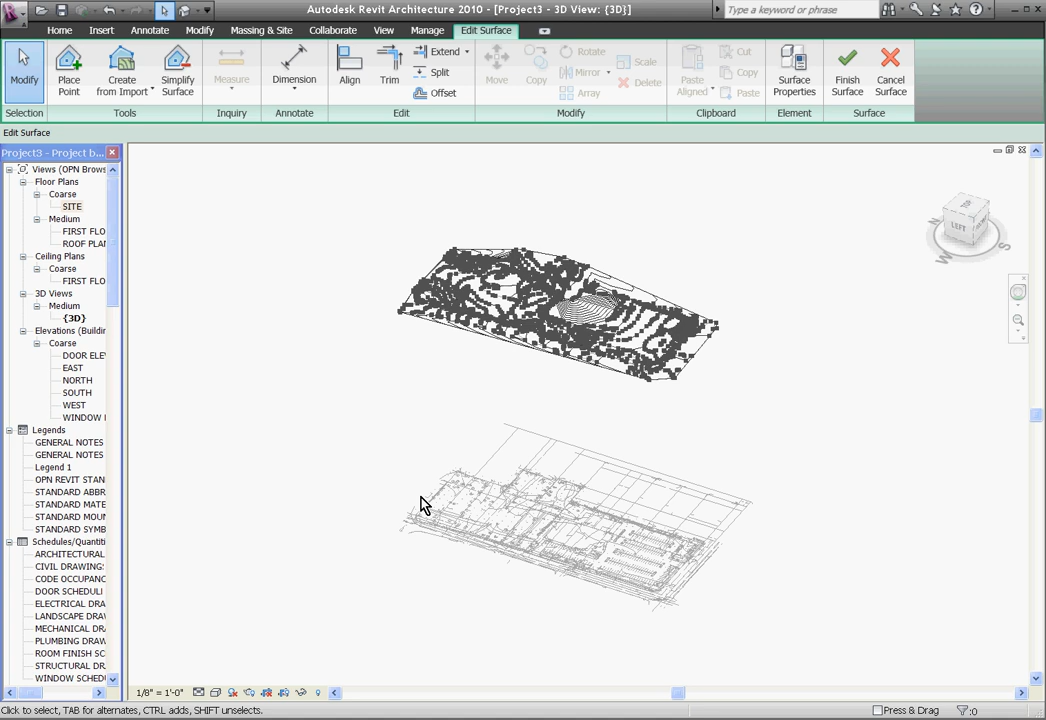 Autodesk Revit Architecture 2010 - [Project3 - 3D View: {3D}]
Type a keyword or phrase
Home Insert Annotate Modify Massing & Site Collaborate View Manage Edit Surface
Modify
Place Point
Create from Import
Simplify Surface
Measure
Dimension
Align
Trim
Extend
Split
Offset
Move
Copy
Rotate
Mirror
Array
Scale
Delete
Paste Aligned
Cut
Copy
Paste
Surface Properties
Finish Surface
Cancel Surface
Selection Tools Inquiry Annotate Edit Modify Clipboard Element Surface
Edit Surface
Project3 - Project b...
Views (OPN Brows
Floor Plans
Coarse
SITE
Medium
FIRST FLO
ROOF PLA
Ceiling Plans
Coarse
FIRST FLO
3D Views
Medium
{3D}
Elevations (Buildin
Coarse
DOOR ELE
EAST
NORTH
SOUTH
WEST
WINDOW
Legends
GENERAL NOTES
GENERAL NOTES
Legend 1
OPN REVIT STAN
STANDARD ABBR
STANDARD MATE
STANDARD MOUN
STANDARD SYMB
Schedules/Quantiti
ARCHITECTURAL
CIVIL DRAWINGS
CODE OCCUPANC
DOOR SCHEDULI
ELECTRICAL DRA
LANDSCAPE DRAW
MECHANICAL DRA
PLUMBING DRAW
ROOM FINISH SC
STRUCTURAL DR
WINDOW SCHEDU
TOP
LEFT
N
W
S
1/8" = 1'-0"
Click to select, TAB for alternates, CTRL adds, SHIFT unselects.
Press & Drag
:0